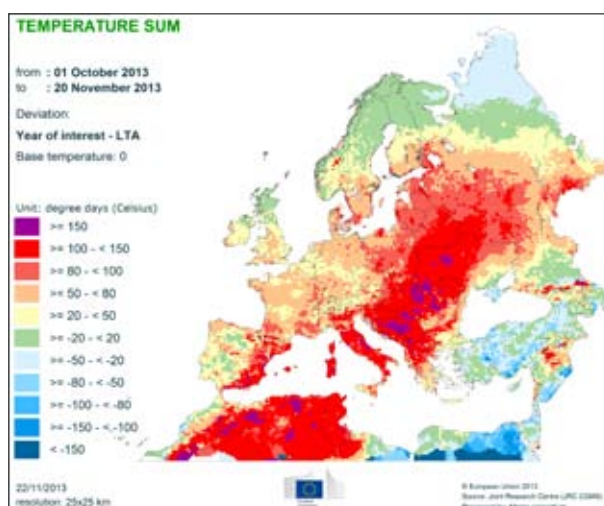 TEMPERATURE SUM
from : 01 October 2013
to : 20 November 2013
Deviation:
Year of interest - LTA
Base temperature: 0
Unit: degree days (Celsius)
>= 150
>= 100 - < 150
>= 80 - < 100
>= 50 - < 80
>= 20 - < 50
>= -20 - < 20
>= -50 - < -20
>= -80 - < -50
>= -100 - < -80
>= -150 - < -100
< -150
22/11/2013
resolution: 25x25 km
© European Union 2013
Source: Joint Research Centre (JRC